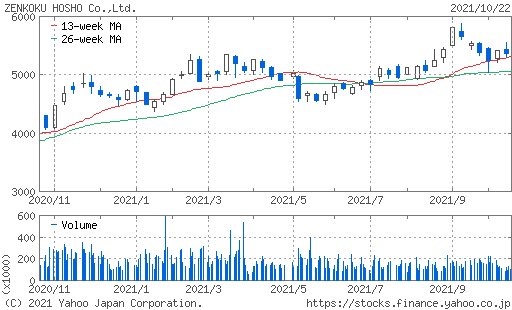 ZENKOKU HOSHO Co.,Ltd. 2021/10/22
6000
13-week MA
26-week MA
5000
4000
3000
2020/11 2021/1 2021/3 2021/5 2021/7 2021/9
600
Volume
400
200
0
(x1000)
2020/11 2021/1 2021/3 2021/5 2021/7 2021/9
(C) 2021 Yahoo Japan Corporation. https://stocks.finance.yahoo.co.jp/